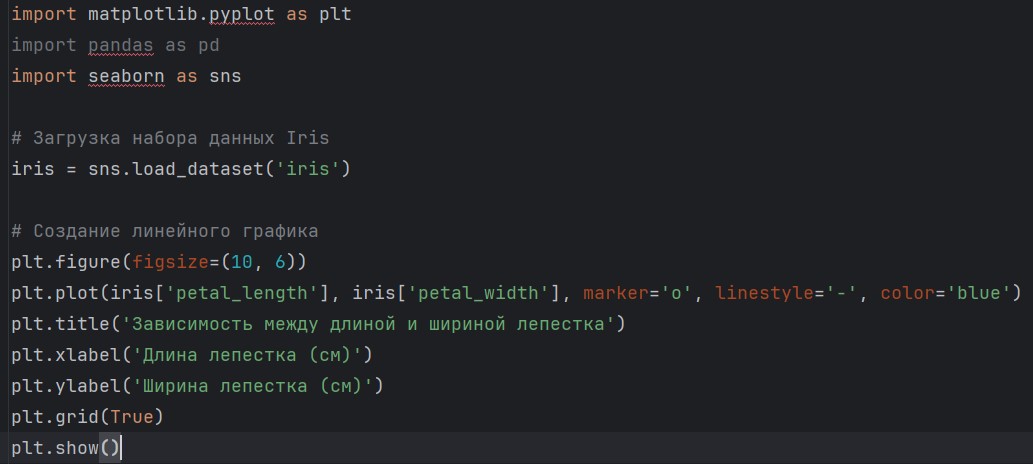 import matplotlib.pyplot as plt
import pandas as pd
import seaborn as sns
# Загрузка набора данных Iris
iris = sns.load_dataset('iris')
# Создание линейного графика
plt.figure(figsize=(10, 6))
plt.plot(iris['petal_length'], iris['petal_width'], marker='o', linestyle='-', color='blue')
plt.title('Зависимость между длиной и шириной лепестка')
plt.xlabel('Длина лепестка (см)')
plt.ylabel('Ширина лепестка (см)')
plt.grid(True)
plt.show()